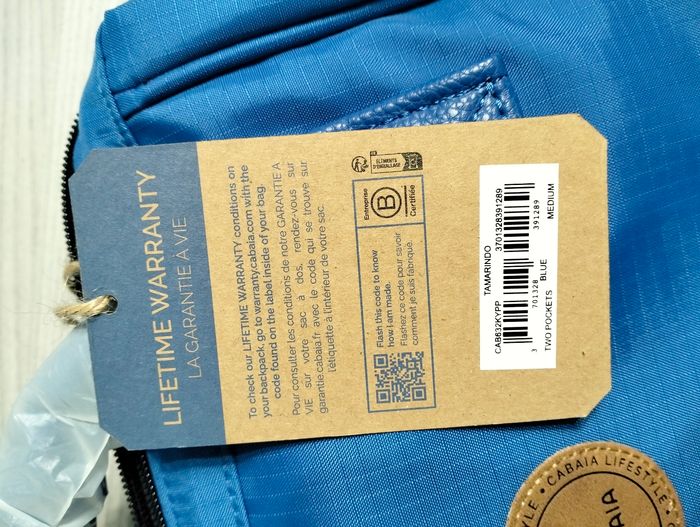 LIFETIME WARRANTY
LA GARANTIE À VIE
To check our LIFETIME WARRANTY conditions on
your backpack, go to warranty.cabaia.com with the
code found on the label inside of your bag.
Pour consulter les conditions de notre GARANTIE À
VIE sur votre sac à dos, rendez-vous sur
garantie.cabaia.fr avec le code qui se trouve sur
l'étiquette à l'intérieur de votre sac.
Flash this code to know
how I am made.
Flashez ce code pour savoir
comment je suis fabriqué.
Entreprise
B
Certifiée
ÉLÉMENTS
D'EMBALLAGE
TAMARINDO
CAB632KYPP 3701328391289
3 701328 391289
BLUE
TWO POCKETS MEDIUM
• CABAIA LIFESTYLE •
AIA